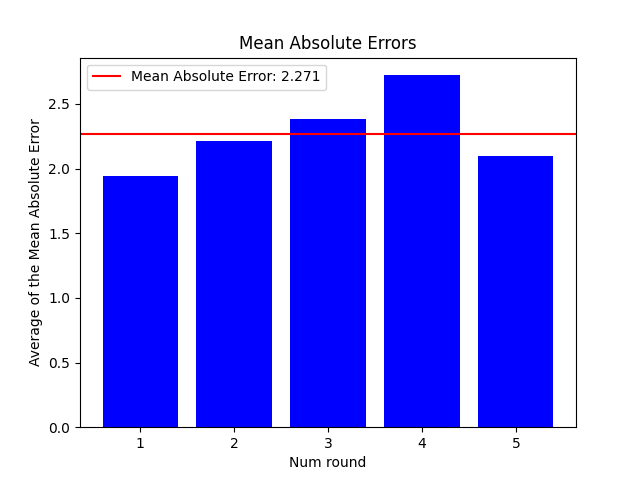 Mean Absolute Errors
Mean Absolute Error: 2.271
Average of the Mean Absolute Error
2.5
2.0
1.5
1.0
0.5
0.0
1 2 3 4 5
Num round